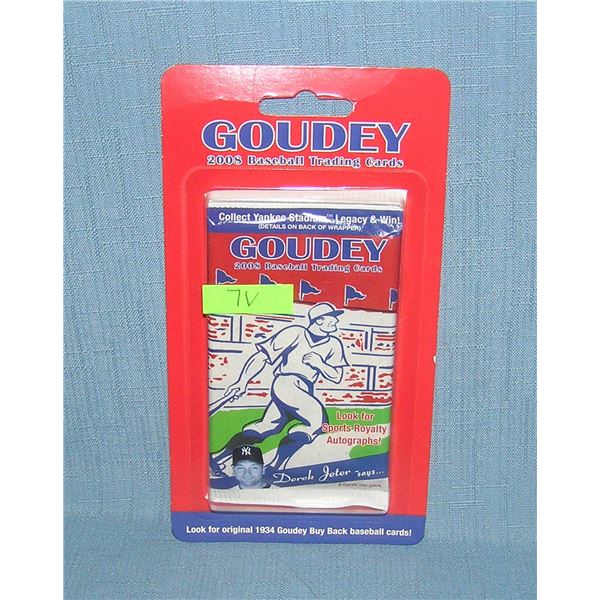 GOUDEY
2008 Baseball Trading Cards
Collect Yankee Stadium™ Legacy & Win!
(DETAILS ON BACK OF WRAPPER)
GOUDEY
2008 Baseball Trading Cards
7V
Look for
Sports Royalty
Autographs!
Derek Jeter says...
Look for original 1934 Goudey Buy Back baseball cards!